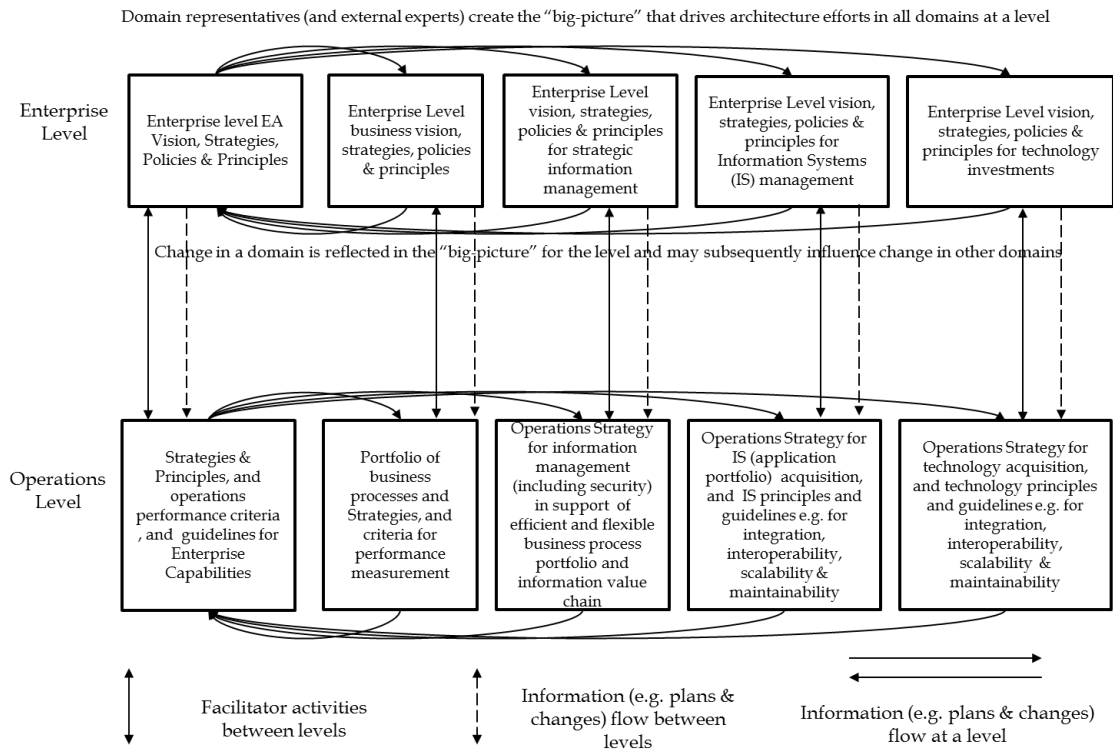 Domain representatives (and external experts) create the “big-picture” that drives architecture efforts in all domains at a level
Enterprise
Level
Enterprise level EA
Vision, Strategies,
Policies & Principles
Enterprise Level
business vision,
strategies, policies
& principles
Enterprise Level
vision, strategies,
policies & principles
for strategic
information
management
Enterprise Level vision,
strategies, policies &
principles for
Information Systems
(IS) management
Enterprise Level vision,
strategies, policies &
principles for technology
investments
Change in a domain is reflected in the “big-picture” for the level and may subsequently influence change in other domains
Operations
Level
Strategies &
Principles, and
operations
performance criteria
, and guidelines for
Enterprise
Capabilities
Portfolio of
business
processes and
Strategies, and
criteria for
performance
measurement
Operations Strategy
for information
management
(including security)
in support of
efficient and flexible
business process
portfolio and
information value
chain
Operations Strategy for
IS (application
portfolio) acquisition,
and IS principles and
guidelines e.g. for
integration,
interoperability,
scalability &
maintainability
Operations Strategy for
technology acquisition,
and technology principles
and guidelines e.g. for
integration,
interoperability,
scalability &
maintainability
Facilitator activities
between levels
Information (e.g. plans &
changes) flow between
levels
Information (e.g. plans & changes)
flow at a level